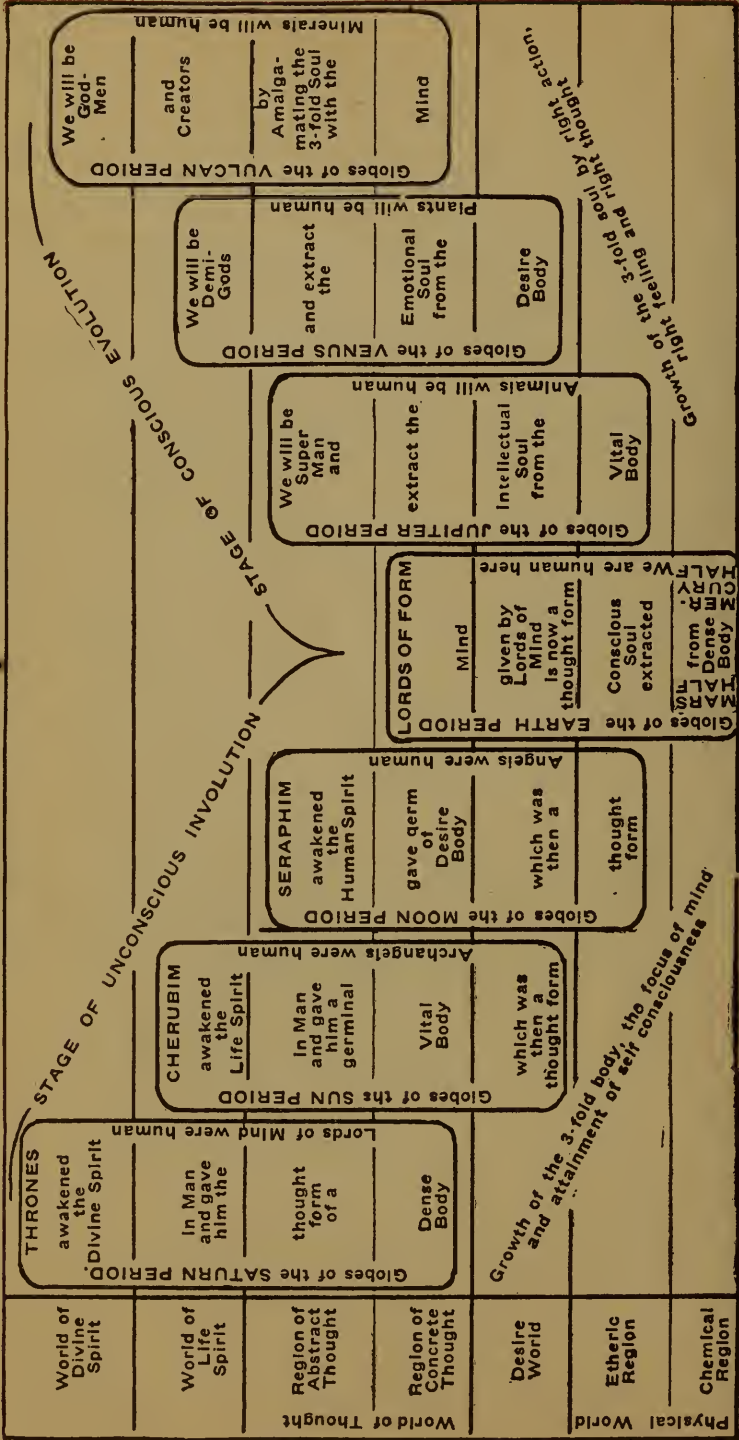 World of
Divine
Spirit
World of
Life
Spirit
World of Thought
Region of
Abstract
Thought
Region of
Concrete
Thought
Desire
World
Physical World
Etheric
Region
Chemical
Region
STAGE OF UNCONSCIOUS INVOLUTION
STAGE OF CONSCIOUS EVOLUTION
Globes of the SATURN PERIOD.
THRONES
awakened
the
Divine Spirit
In Man
and gave
him the
thought
form
of a
Dense
Body
Lords of Mind were human
Globes of the SUN PERIOD
CHERUBIM
awakened
the
Life Spirit
In Man
and gave
him a
germinal
Vital
Body
which was
then a
thought form
Archangels were human
Globes of the MOON PERIOD
SERAPHIM
awakened
the
Human Spirit
gave germ
of
Desire
Body
which was
then a
thought
form
Angels were human
Globes of the EARTH PERIOD
LORDS OF FORM
Mind
given by
Lords of
Mind
is now a
thought form
Conscious
Soul
extracted
MARS
HALF
from
Dense
Body
MER-
CURY
HALF
We are human here
Globes of the JUPITER PERIOD
We will be
Super
Man
and
extract the
Intellectual
Soul
from the
Vital
Body
Animals will be human
Globes of the VENUS PERIOD
We will be
Demi-
Gods
and extract
the
Emotional
Soul
from the
Desire
Body
Plants will be human
Globes of the VULCAN PERIOD
We will be
God-
Men
and
Creators
by
Amalga-
mating the
3-fold Soul
with the
Mind
Minerals will be human
Growth of the 3-fold body, the focus of mind
and attainment of self consciousness
Growth of the 3-fold soul by right action,
right feeling and right thought